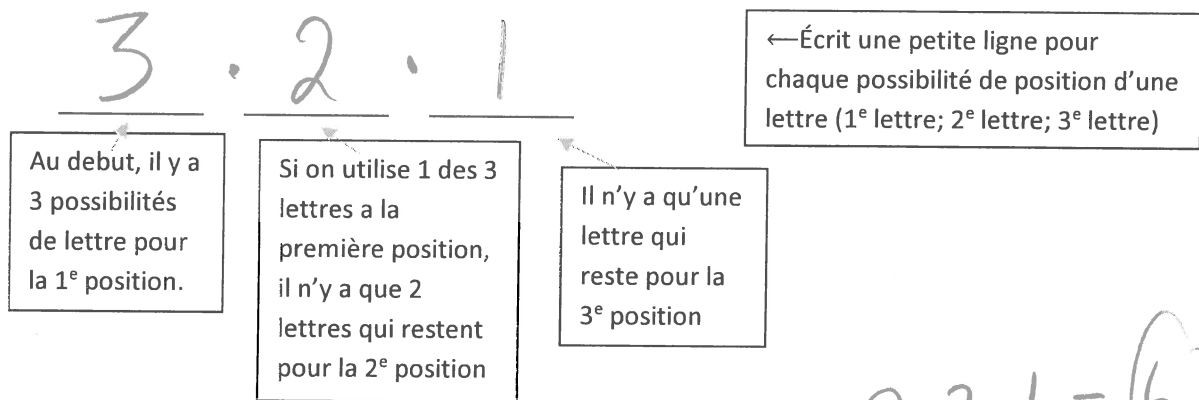 3 · 2 · 1
←Écrit une petite ligne pour
chaque possibilité de position d'une
lettre (1e lettre; 2e lettre; 3e lettre)
Au debut, il y a
3 possibilités
de lettre pour
la 1e position.
Si on utilise 1 des 3
lettres a la
première position,
il n'y a que 2
lettres qui restent
pour la 2e position
Il n'y a qu'une
lettre qui
reste pour la
3e position
3 · 2 · 1 = 6